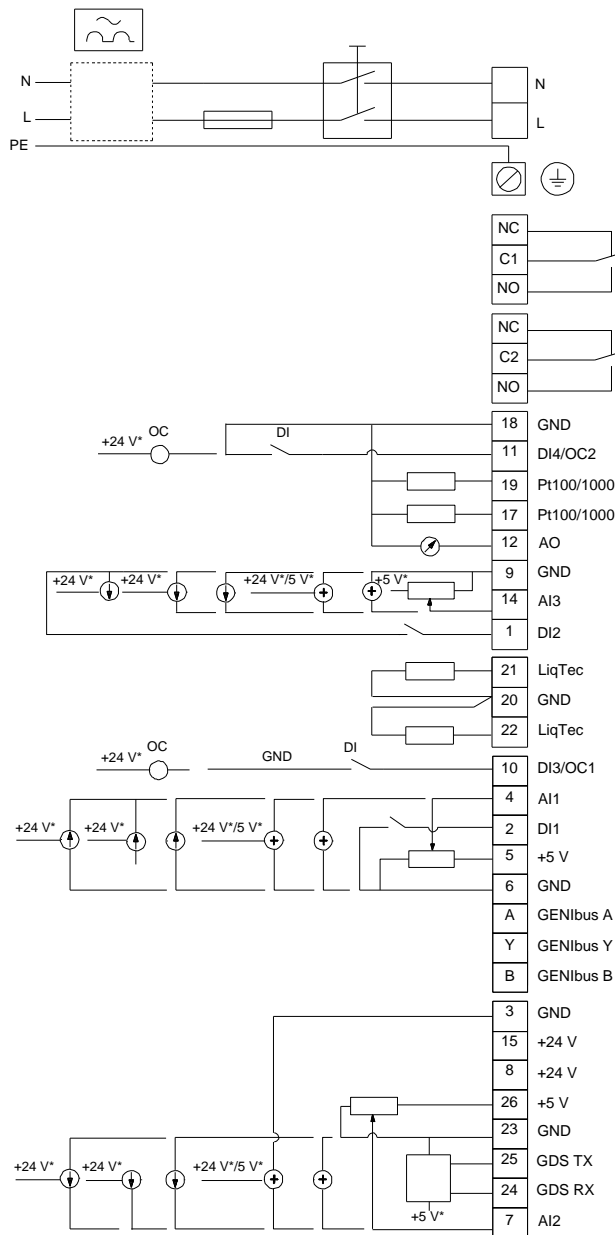 N N
L L
PE
NC
C1
NO
NC
C2
NO
18 GND
+24 V* OC DI 11 DI4/OC2
19 Pt100/1000
17 Pt100/1000
12 AO
9 GND
+24 V* +24 V* +24 V*/5 V* +5 V*
14 AI3
1 DI2
21 LiqTec
20 GND
22 LiqTec
+24 V* OC GND DI 10 DI3/OC1
4 AI1
+24 V* +24 V* +24 V*/5 V* 2 DI1
5 +5 V
6 GND
A GENIbus A
Y GENIbus Y
B GENIbus B
3 GND
15 +24 V
8 +24 V
26 +5 V
23 GND
25 GDS TX
+24 V* +24 V* +24 V*/5 V*
24 GDS RX
+5 V*
7 AI2